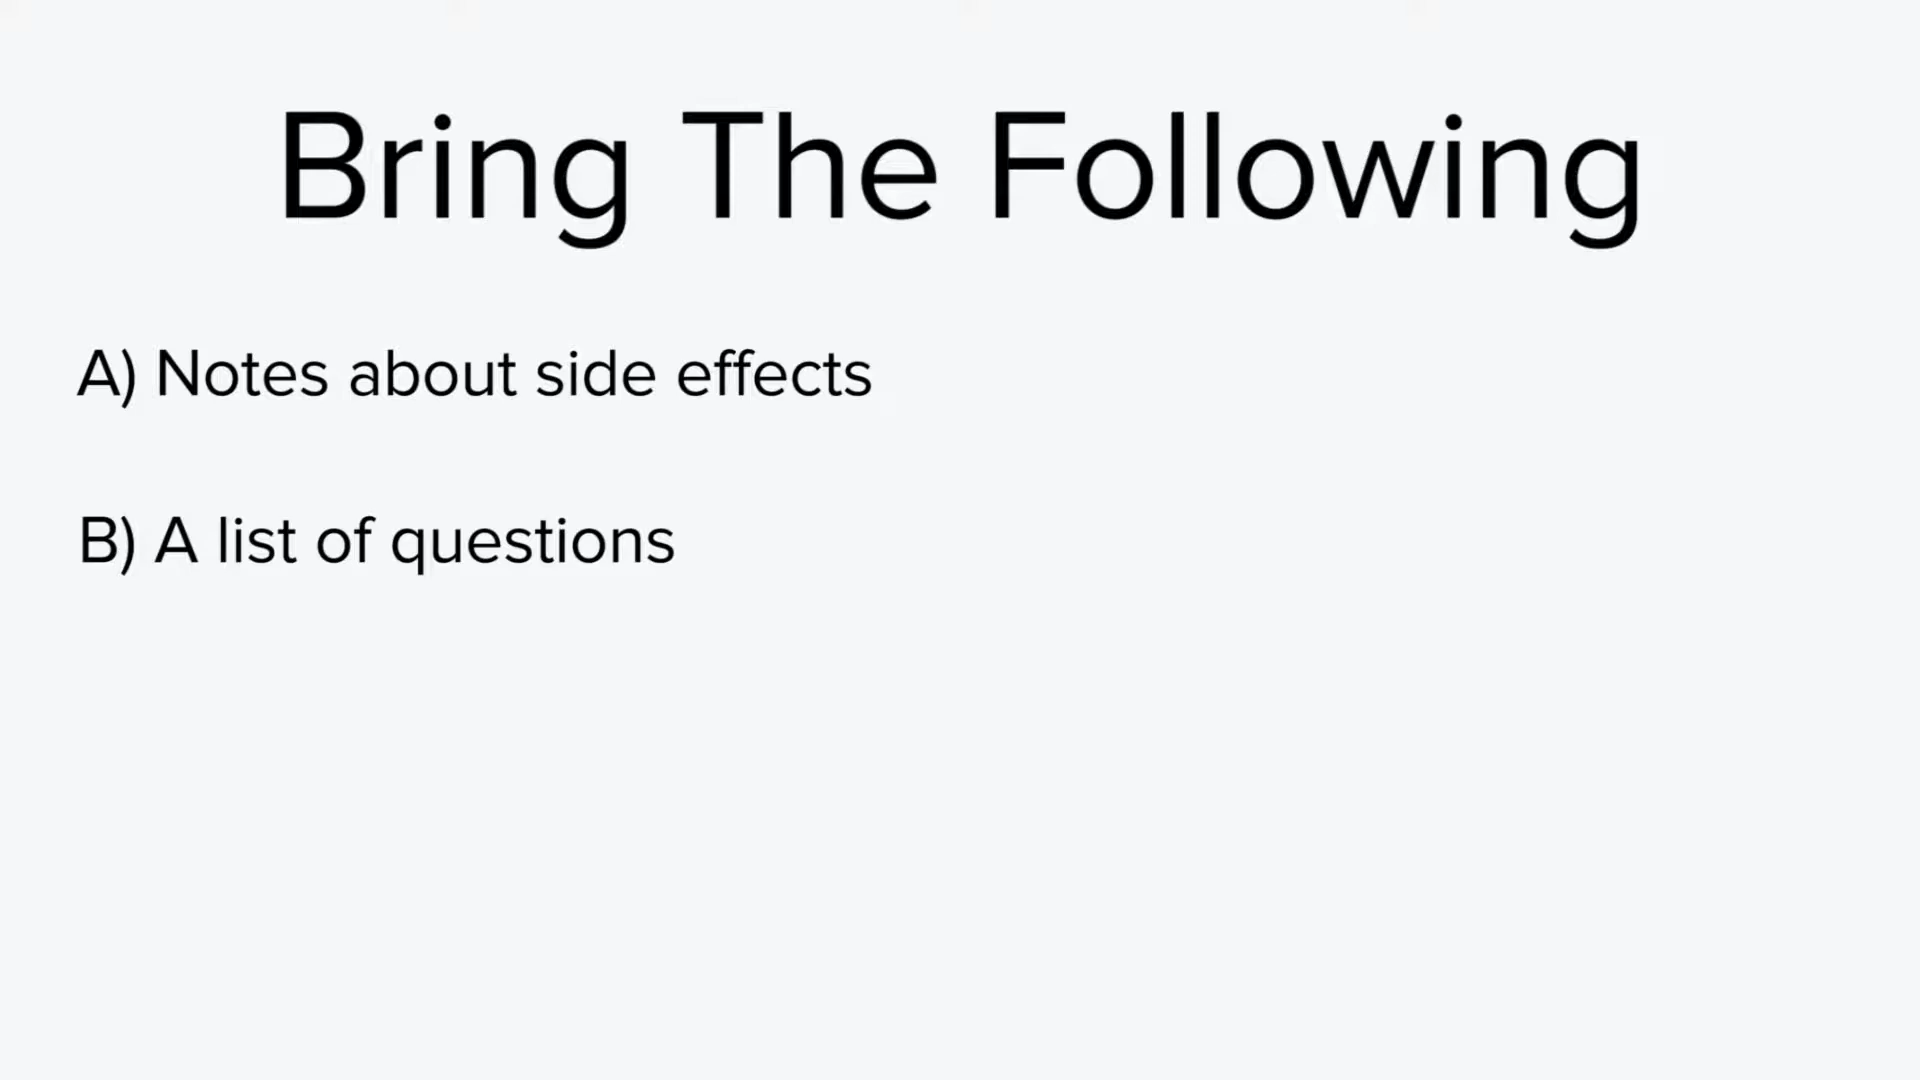 Bring The Following
A) Notes about side effects
B) A list of questions